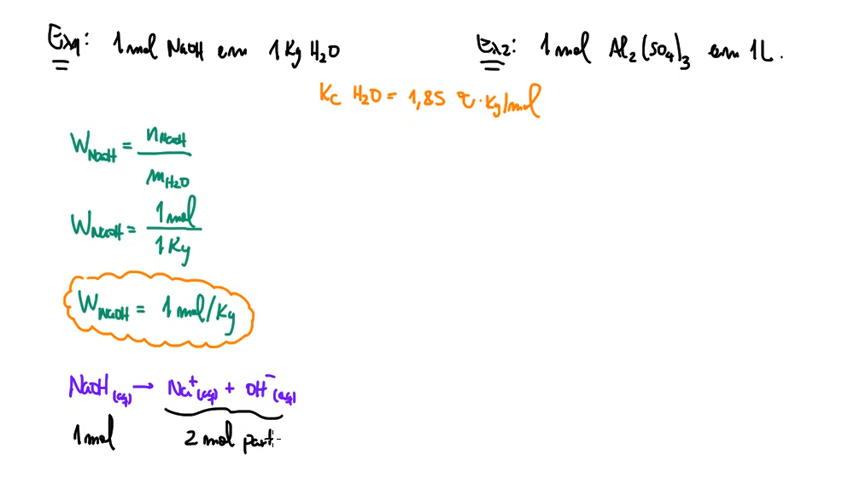 Ex1: 1 mol NaOH em 1 Kg H2O
Ex2: 1 mol Al2(SO4)3 em 1L.
Kc H2O = 1,85 °C·Kg/mol
WNaOH = nNaOH / mH2O
WNaOH = 1 mol / 1 Kg
WNaOH = 1 mol/Kg
NaOH(aq) → Na+(aq) + OH-(aq)
1 mol 2 mol part